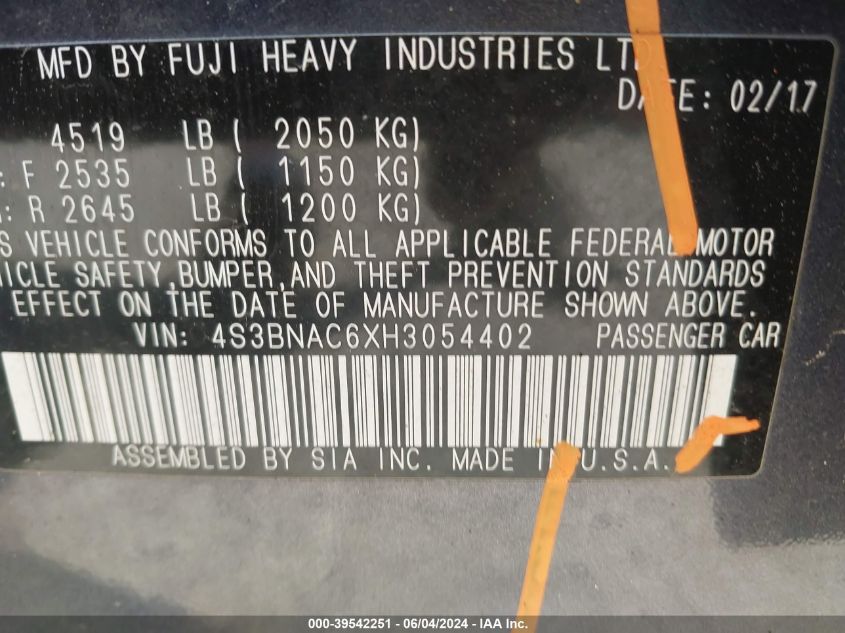 MFD BY FUJI HEAVY INDUSTRIES LTD
DATE: 02/17
4519 LB ( 2050 KG)
: F 2535 LB ( 1150 KG)
: R 2645 LB ( 1200 KG)
S VEHICLE CONFORMS TO ALL APPLICABLE FEDERAL MOTOR
ICLE SAFETY,BUMPER,AND THEFT PREVENTION STANDARDS
EFFECT ON THE DATE OF MANUFACTURE SHOWN ABOVE.
VIN: 4S3BNAC6XH3054402 PASSENGER CAR
ASSEMBLED BY SIA INC. MADE IN U.S.A.
000-39542251 - 06/04/2024 - IAA Inc.